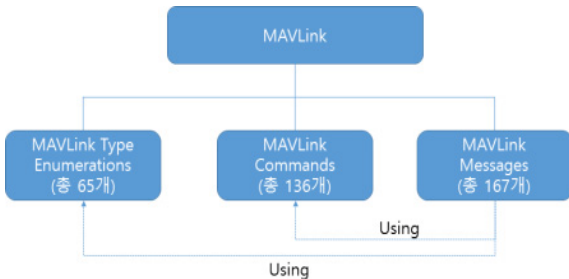 MAVLink
MAVLink Type
Enumerations
(총 65개)
MAVLink
Commands
(총 136개)
MAVLink
Messages
(총 167개)
Using
Using